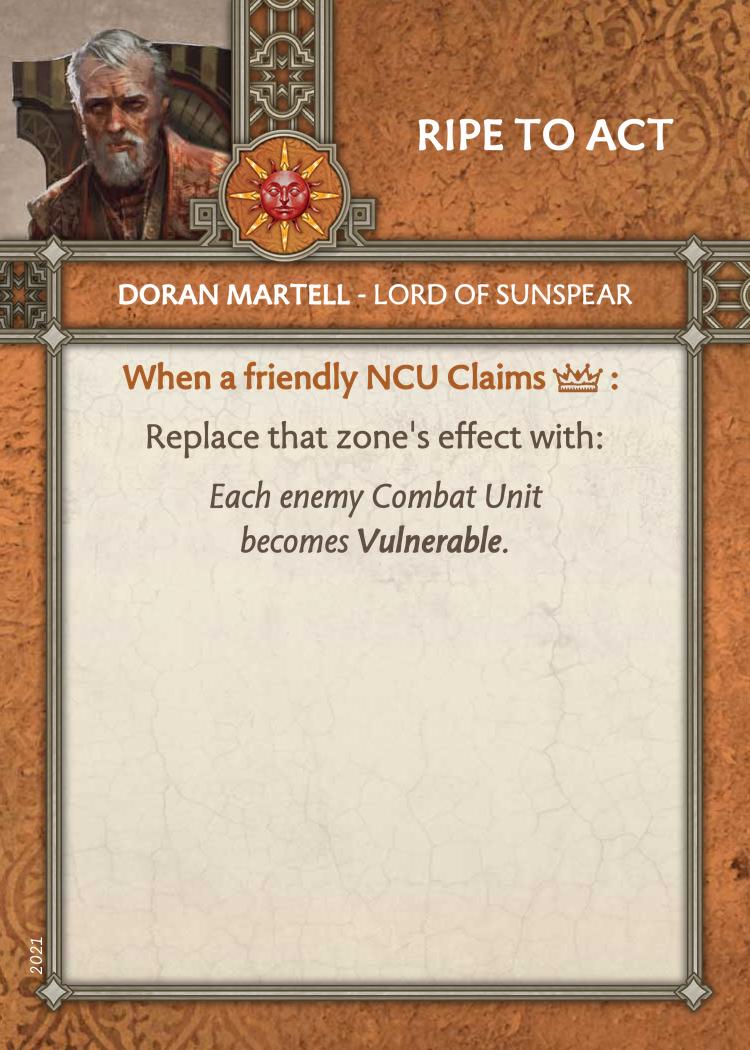 RIPE TO ACT
DORAN MARTELL - LORD OF SUNSPEAR
When a friendly NCU Claims :
Replace that zone's effect with:
Each enemy Combat Unit
becomes Vulnerable.
2021